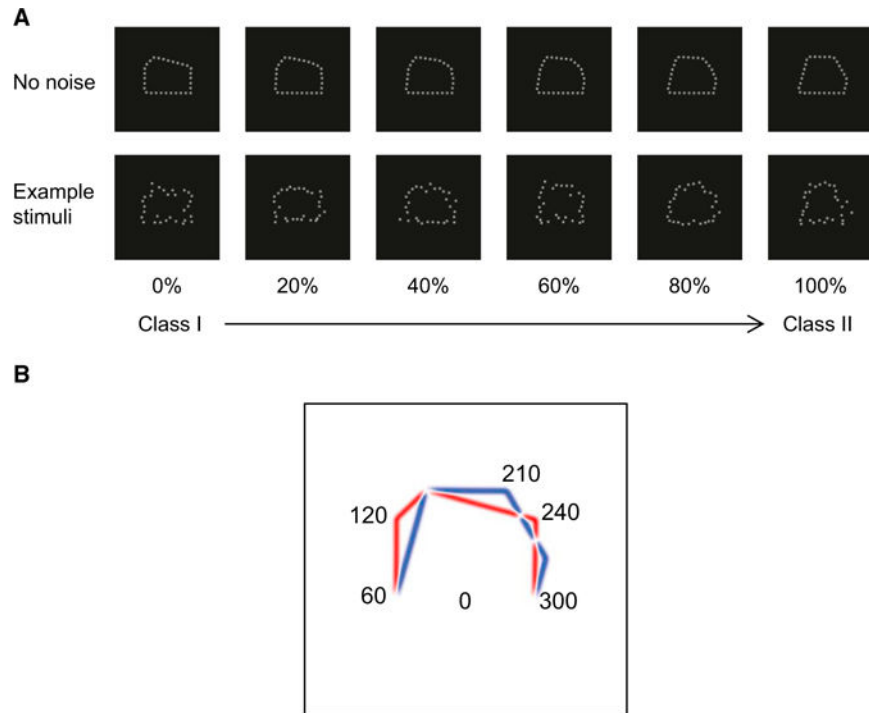 A
No noise
Example
stimuli
0% 20% 40% 60% 80% 100%
Class I Class II
B
210
120 240
60 0 300